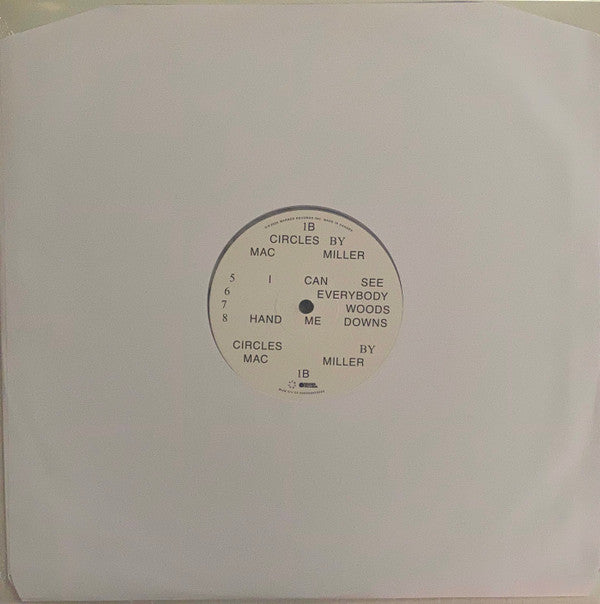 1B
CIRCLES BY
MAC MILLER
5 I CAN SEE
6 EVERYBODY
7 WOODS
8 HAND ME DOWNS
CIRCLES BY
MAC MILLER
1B